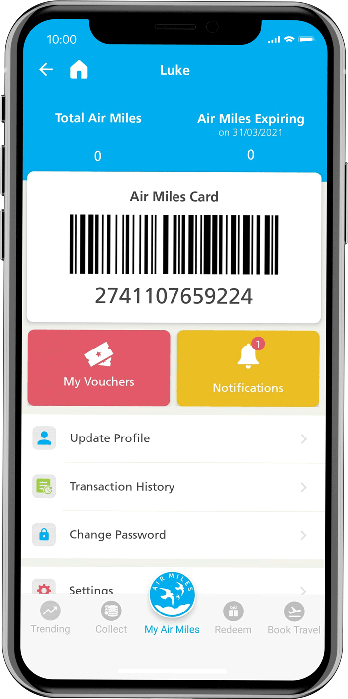 10:00
Luke
Total Air Miles
0
Air Miles Expiring
on 31/03/2021
0
Air Miles Card
2741107659224
My Vouchers
1
Notifications
Update Profile
Transaction History
Change Password
Settings
AIR MILES
Trending
Collect
My Air Miles
Redeem
Book Travel